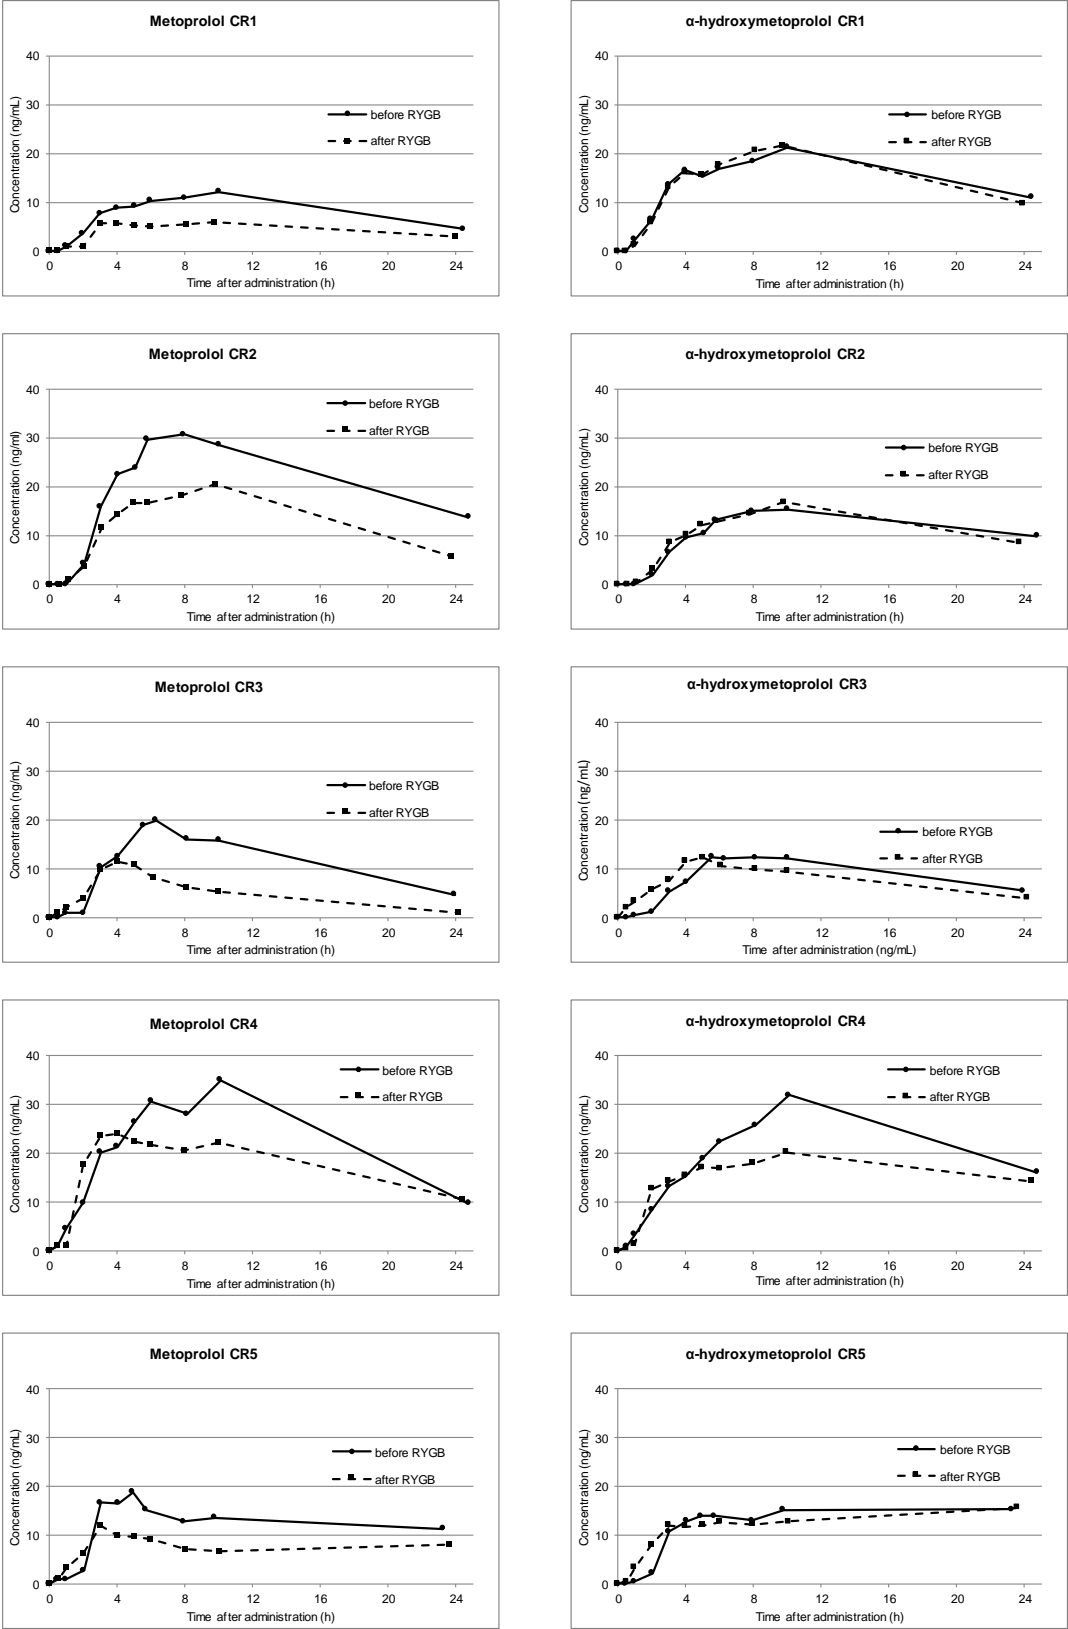 Metoprolol CR1
Concentration (ng/mL)
40
30
20
10
0
before RYGB
after RYGB
0 4 8 12 16 20 24
Time after administration (h)
α-hydroxymetoprolol CR1
Concentration (ng/mL)
40
30
20
10
0
before RYGB
after RYGB
0 4 8 12 16 20 24
Time after administration (h)
Metoprolol CR2
Concentration (ng/ml)
40
30
20
10
0
before RYGB
after RYGB
0 4 8 12 16 20 24
Time after administration (h)
α-hydroxymetoprolol CR2
Concentration (ng/mL)
40
30
20
10
0
before RYGB
after RYGB
0 4 8 12 16 20 24
Time after administration (h)
Metoprolol CR3
Concentration (ng/mL)
40
30
20
10
0
before RYGB
after RYGB
0 4 8 12 16 20 24
Time after administration (h)
α-hydroxymetoprolol CR3
Concentration (ng/mL)
40
30
20
10
0
before RYGB
after RYGB
0 4 8 12 16 20 24
Time after administration (ng/mL)
Metoprolol CR4
Concentration (ng/mL)
40
30
20
10
0
before RYGB
after RYGB
0 4 8 12 16 20 24
Time after administration (h)
α-hydroxymetoprolol CR4
Concentration (ng/mL)
40
30
20
10
0
before RYGB
after RYGB
0 4 8 12 16 20 24
Time after administration (h)
Metoprolol CR5
Concentration (ng/mL)
40
30
20
10
0
before RYGB
after RYGB
0 4 8 12 16 20 24
Time after administration (h)
α-hydroxymetoprolol CR5
Concentration (ng/mL)
40
30
20
10
0
before RYGB
after RYGB
0 4 8 12 16 20 24
Time after administration (h)